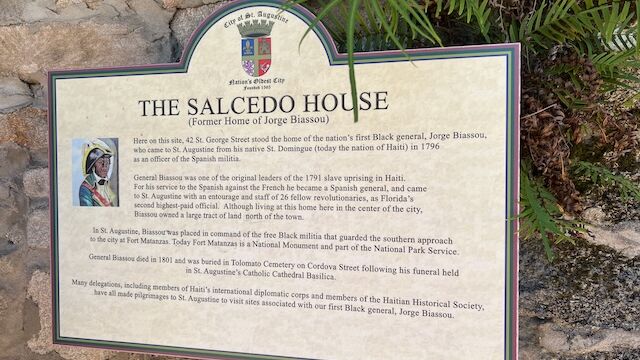 City of St. Augustine
Nation's Oldest City
Founded 1565
THE SALCEDO HOUSE
(Former Home of Jorge Biassou)
Here on this site, 42 St. George Street stood the home of the nation's first Black general, Jorge Biassou,
who came to St. Augustine from his native St. Domingue (today the nation of Haiti) in 1796
as an officer of the Spanish militia.
General Biassou was one of the original leaders of the 1791 slave uprising in Haiti.
For his service to the Spanish against the French he became a Spanish general, and came
to St. Augustine with an entourage and staff of 26 fellow revolutionaries, as Florida's
second highest-paid official. Although living at this home here in the center of the city,
Biassou owned a large tract of land north of the town.
In St. Augustine, Biassou was placed in command of the free Black militia that guarded the southern approach
to the city at Fort Matanzas. Today Fort Matanzas is a National Monument and part of the National Park Service.
General Biassou died in 1801 and was buried in Tolomato Cemetery on Cordova Street following his funeral held
in St. Augustine's Catholic Cathedral Basilica.
Many delegations, including members of Haiti's international diplomatic corps and members of the Haitian Historical Society,
have all made pilgrimages to St. Augustine to visit sites associated with our first Black general, Jorge Biassou.